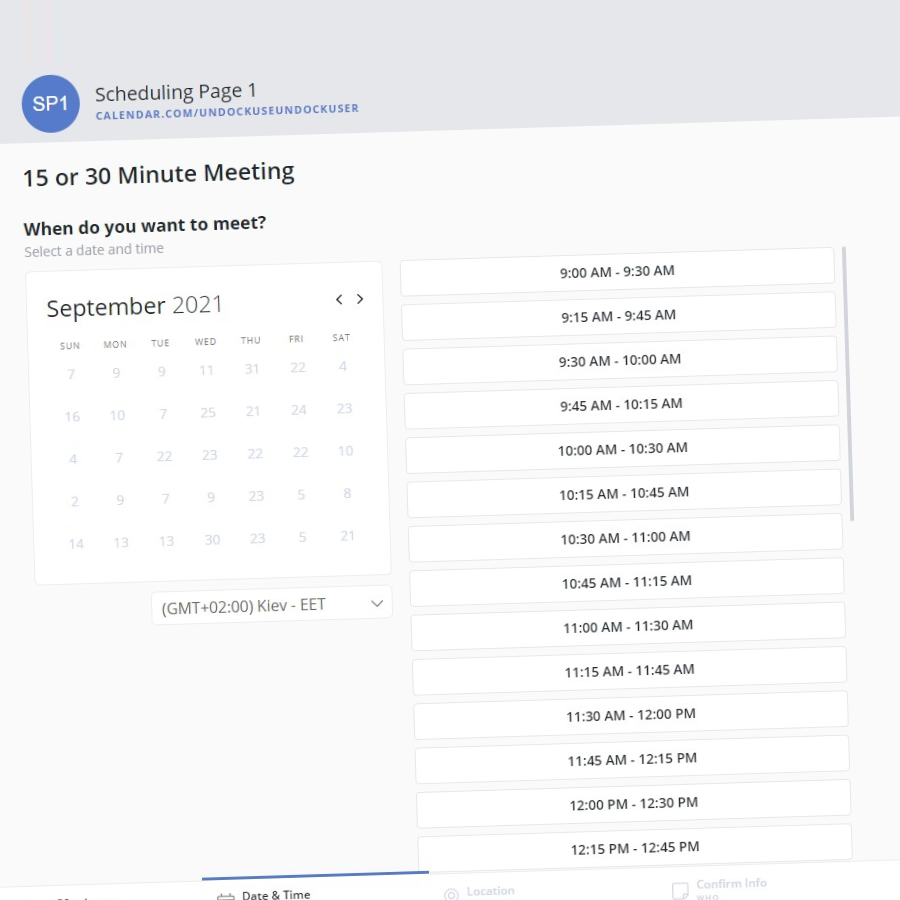 SP1
Scheduling Page 1
CALENDAR.COM/UNDOCKUSEUNDOCKUSER
15 or 30 Minute Meeting
When do you want to meet?
Select a date and time
September 2021
SUN MON TUE WED THU FRI SAT
7 9 9 11 31 22 4
16 10 7 25 21 24 23
4 7 22 23 22 22 10
2 9 7 9 23 5 8
14 13 13 30 23 5 21
(GMT+02:00) Kiev - EET
9:00 AM - 9:30 AM
9:15 AM - 9:45 AM
9:30 AM - 10:00 AM
9:45 AM - 10:15 AM
10:00 AM - 10:30 AM
10:15 AM - 10:45 AM
10:30 AM - 11:00 AM
10:45 AM - 11:15 AM
11:00 AM - 11:30 AM
11:15 AM - 11:45 AM
11:30 AM - 12:00 PM
11:45 AM - 12:15 PM
12:00 PM - 12:30 PM
12:15 PM - 12:45 PM
Date & Time
Location
Confirm Info
WHO